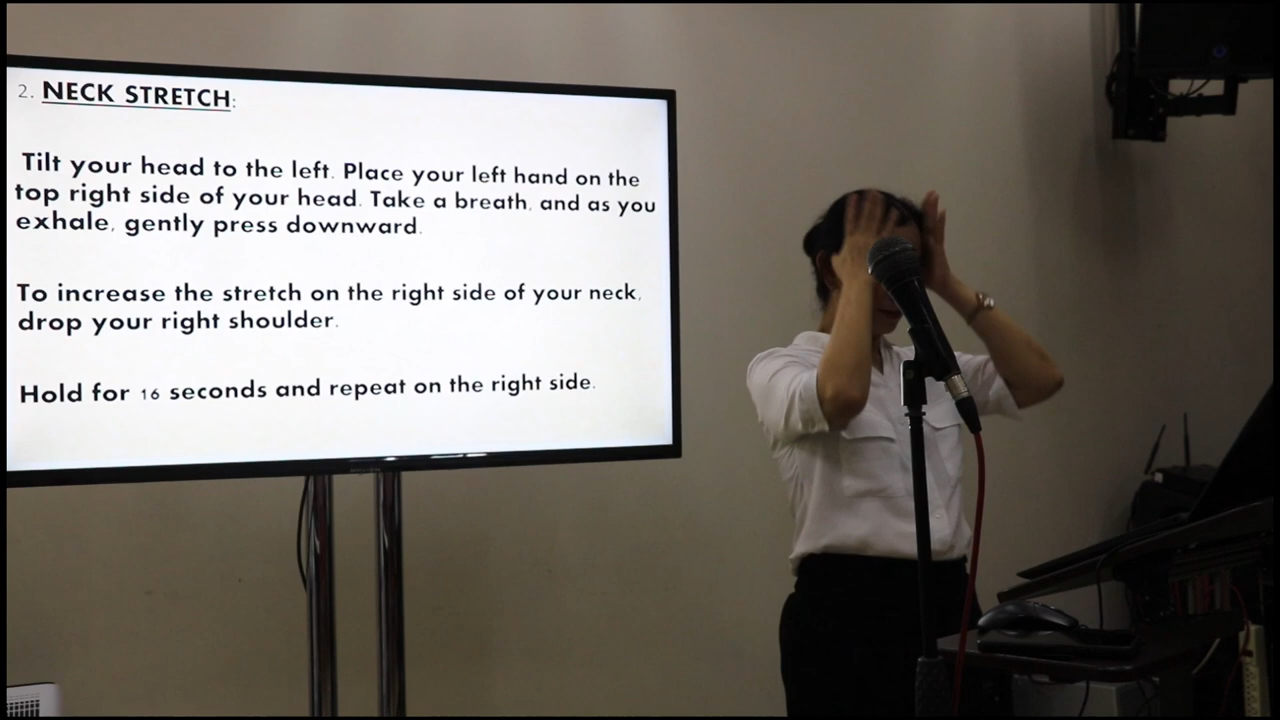 2. NECK STRETCH:
Tilt your head to the left. Place your left hand on the
top right side of your head. Take a breath, and as you
exhale, gently press downward.
To increase the stretch on the right side of your neck,
drop your right shoulder.
Hold for 16 seconds and repeat on the right side.